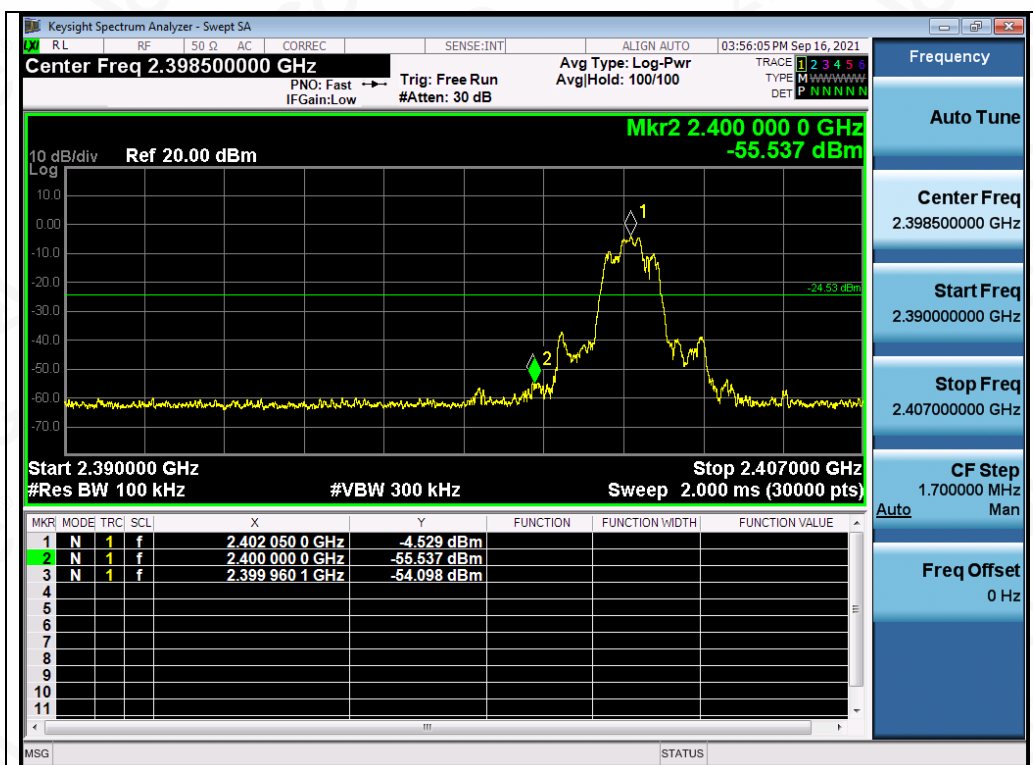 Keysight Spectrum Analyzer - Swept SA
LXI RL RF 50 Ω AC CORREC SENSE:INT ALIGN AUTO 03:56:05 PM Sep 16, 2021
Center Freq 2.398500000 GHz
PNO: Fast
IFGain:Low
Trig: Free Run
#Atten: 30 dB
Avg Type: Log-Pwr
Avg|Hold: 100/100
TRACE 1 2 3 4 5 6
TYPE M WWWWW
DET P N N N N N
Mkr2 2.400 000 0 GHz
-55.537 dBm
10 dB/div Ref 20.00 dBm
Log
10.0
0.00
-10.0
-20.0
-30.0
-40.0
-50.0
-60.0
-70.0
1
-24.53 dBm
2
Start 2.390000 GHz Stop 2.407000 GHz
#Res BW 100 kHz #VBW 300 kHz Sweep 2.000 ms (30000 pts)
MKR MODE TRC SCL X Y FUNCTION FUNCTION WIDTH FUNCTION VALUE
1 N 1 f 2.402 050 0 GHz -4.529 dBm
2 N 1 f 2.400 000 0 GHz -55.537 dBm
3 N 1 f 2.399 960 1 GHz -54.098 dBm
4
5
6
7
8
9
10
11
MSG STATUS
Frequency
Auto Tune
Center Freq
2.398500000 GHz
Start Freq
2.390000000 GHz
Stop Freq
2.407000000 GHz
CF Step
1.700000 MHz
Auto Man
Freq Offset
0 Hz